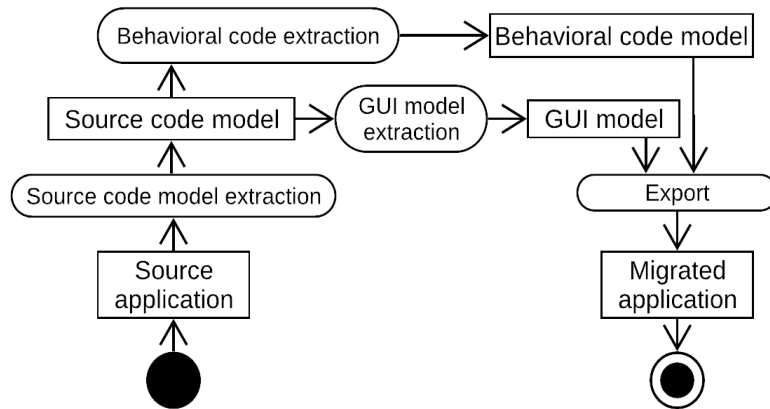 Behavioral code extraction
Behavioral code model
Source code model
GUI model
extraction
GUI model
Source code model extraction
Export
Source
application
Migrated
application